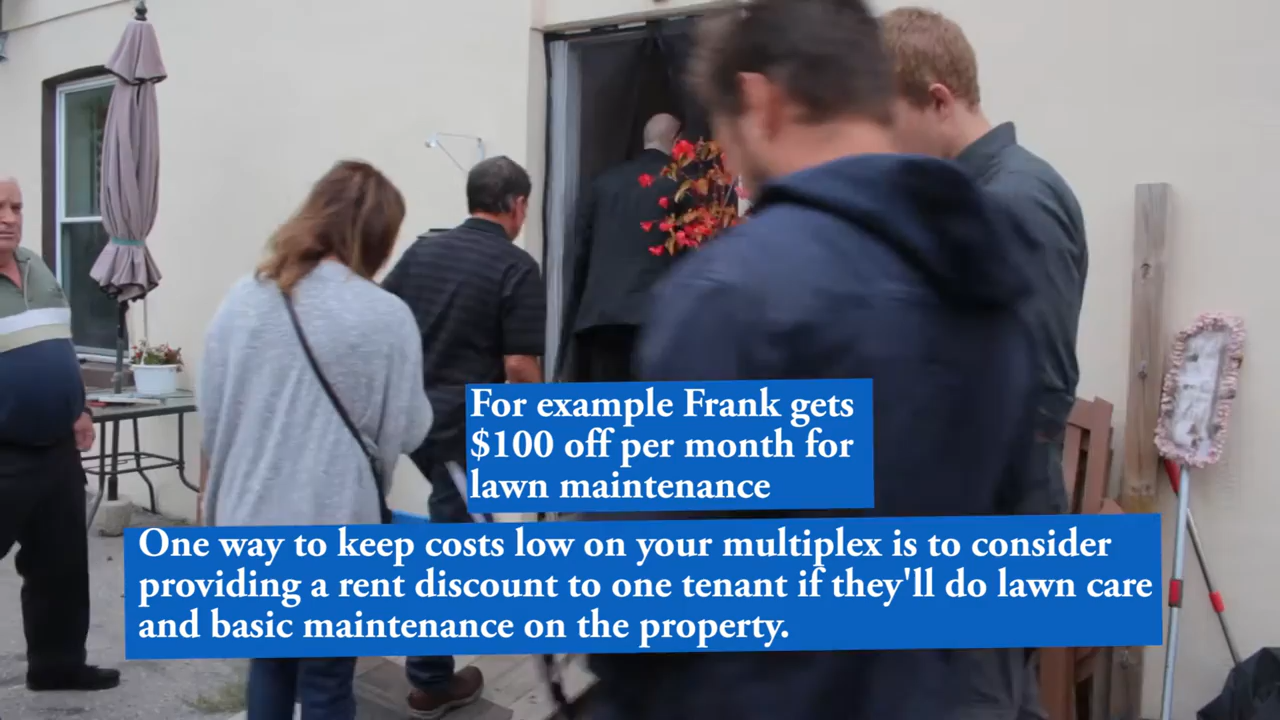 For example Frank gets
$100 off per month for
lawn maintenance
One way to keep costs low on your multiplex is to consider
providing a rent discount to one tenant if they'll do lawn care
and basic maintenance on the property.